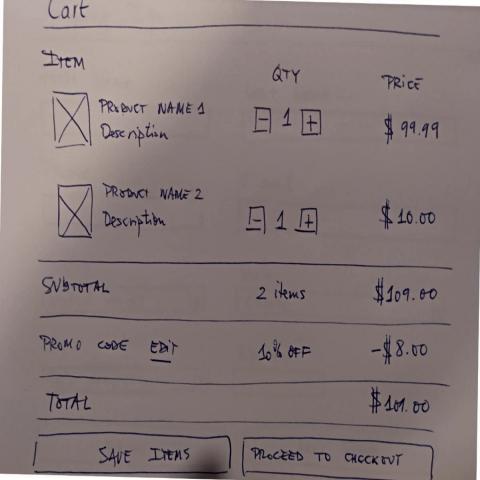 Cart
ITEM QTY PRICE
PRODUCT NAME 1
Description
- 1 + $99.99
PRODUCT NAME 2
Description
- 1 + $10.00
SUBTOTAL 2 items $109.00
PROMO CODE EDIT 10% OFF -$8.00
TOTAL $101.00
SAVE ITEMS PROCEED TO CHECKOUT